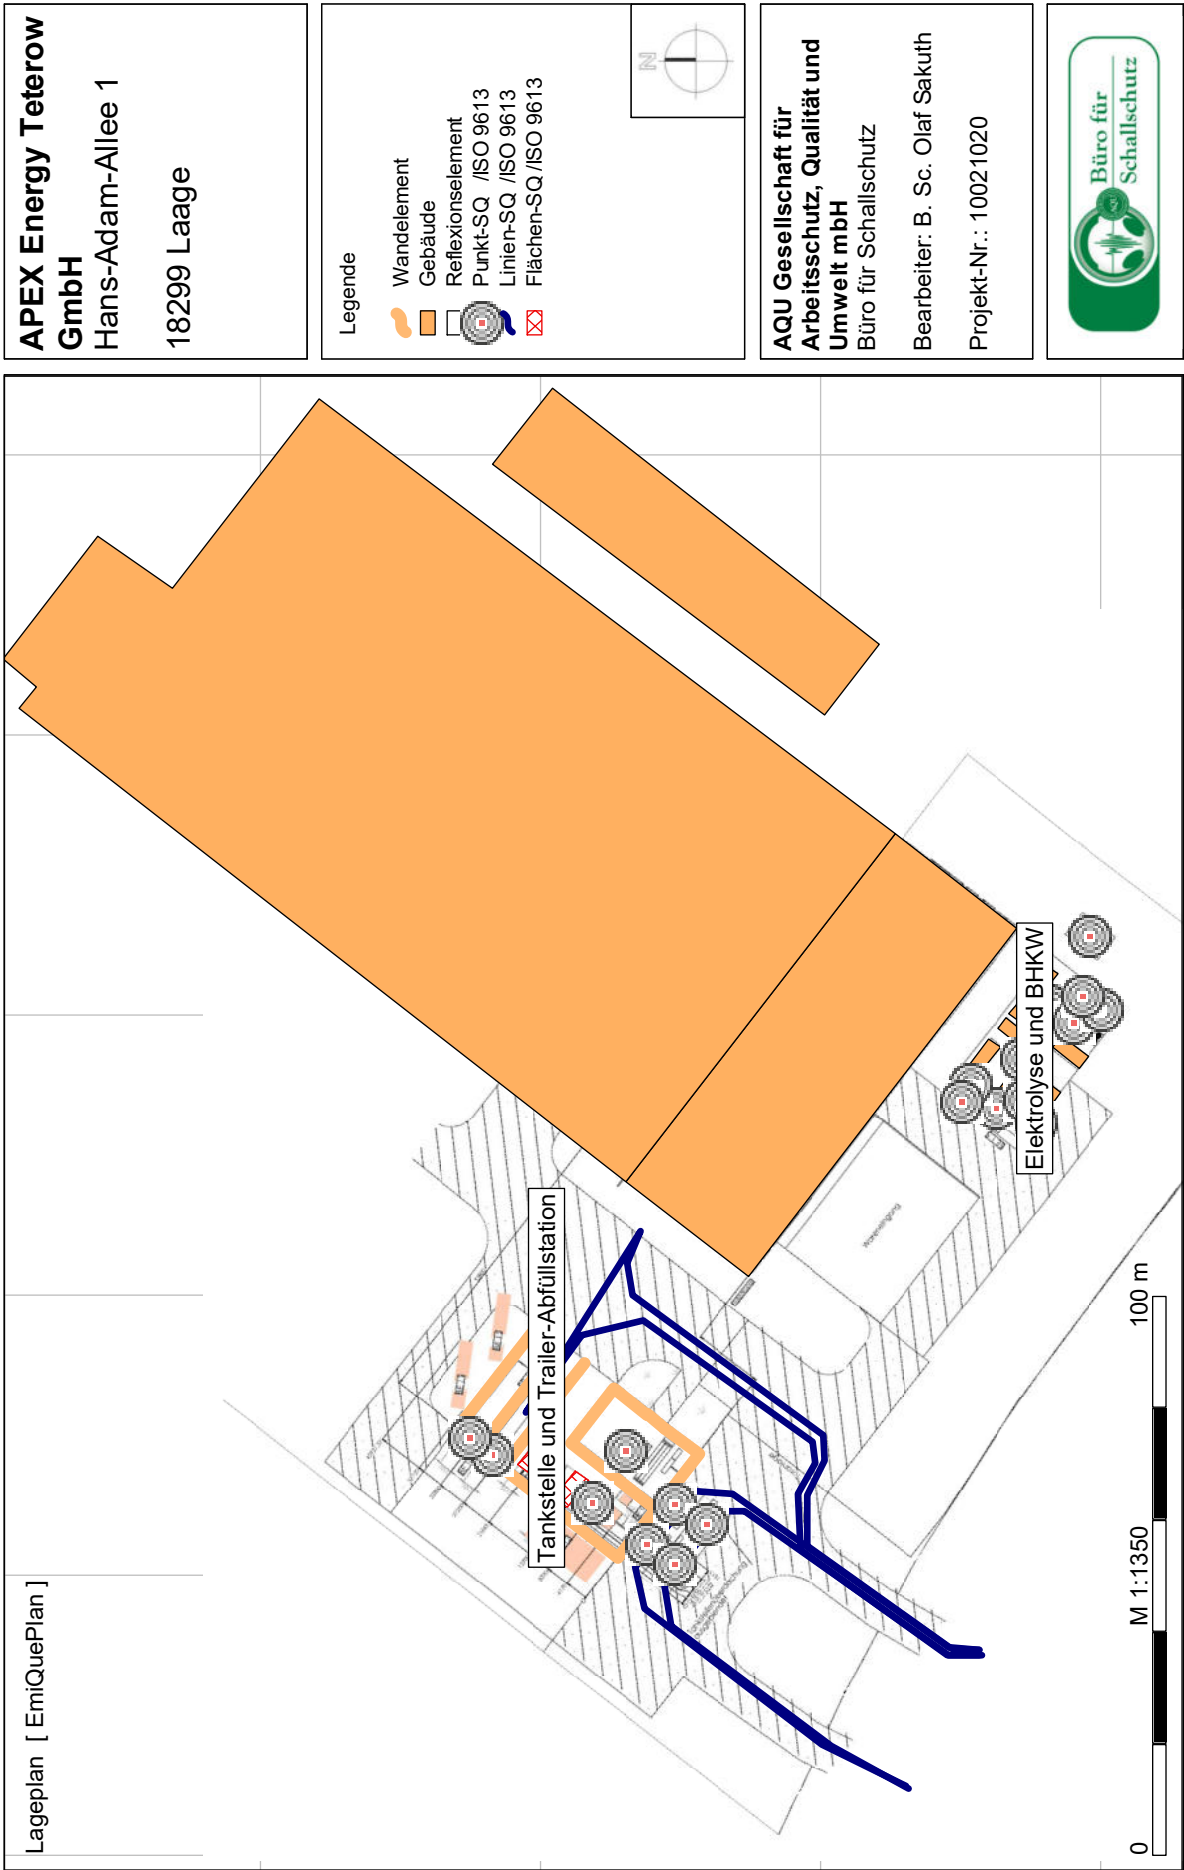 Lageplan [ EmiQuePlan ]
Tankstelle und Trailer-Abfüllstation
Elektrolyse und BHKW
Wareneingang
0
M 1:1350
100 m
APEX Energy Teterow
GmbH
Hans-Adam-Allee 1
18299 Laage
Legende
Wandelement
Gebäude
Reflexionselement
Punkt-SQ /ISO 9613
Linien-SQ /ISO 9613
Flächen-SQ /ISO 9613
N
AQU Gesellschaft für
Arbeitsschutz, Qualität und
Umwelt mbH
Büro für Schallschutz
Bearbeiter: B. Sc. Olaf Sakuth
Projekt-Nr.: 10021020
Büro für
Schallschutz